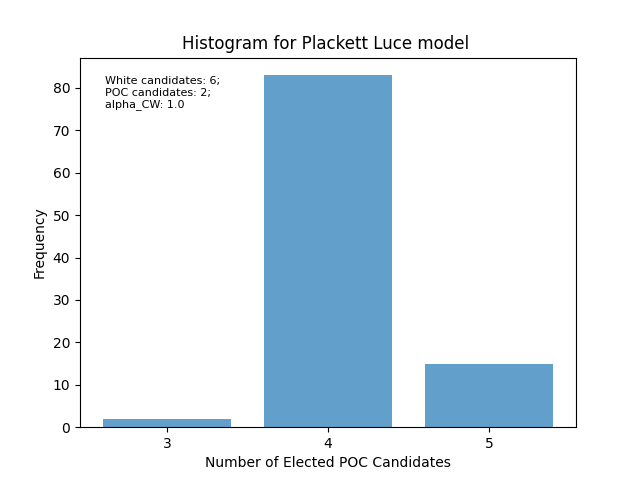 Histogram for Plackett Luce model
White candidates: 6;
POC candidates: 2;
alpha_CW: 1.0
80
70
60
50
40
30
20
10
0
Frequency
3 4 5
Number of Elected POC Candidates